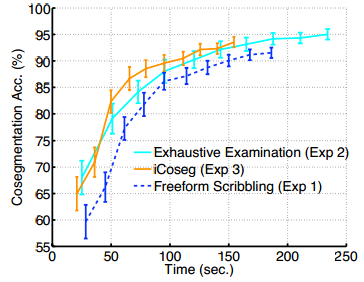 100
95
90
85
80
75
70
65
60
55
Cosegmentation Acc. (%)
Exhaustive Examination (Exp 2)
iCoseg (Exp 3)
Freeform Scribbling (Exp 1)
0 50 100 150 200 250
Time (sec.)